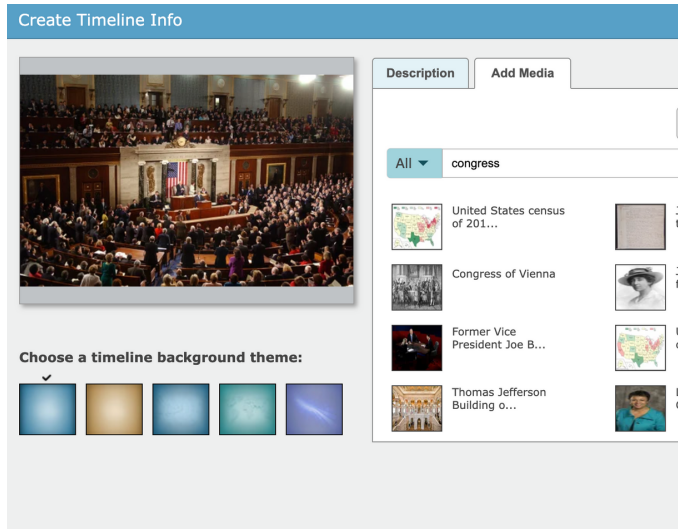 Create Timeline Info
Description
Add Media
All
congress
United States census
of 201...
Congress of Vienna
Former Vice
President Joe B...
Thomas Jefferson
Building o...
Choose a timeline background theme: